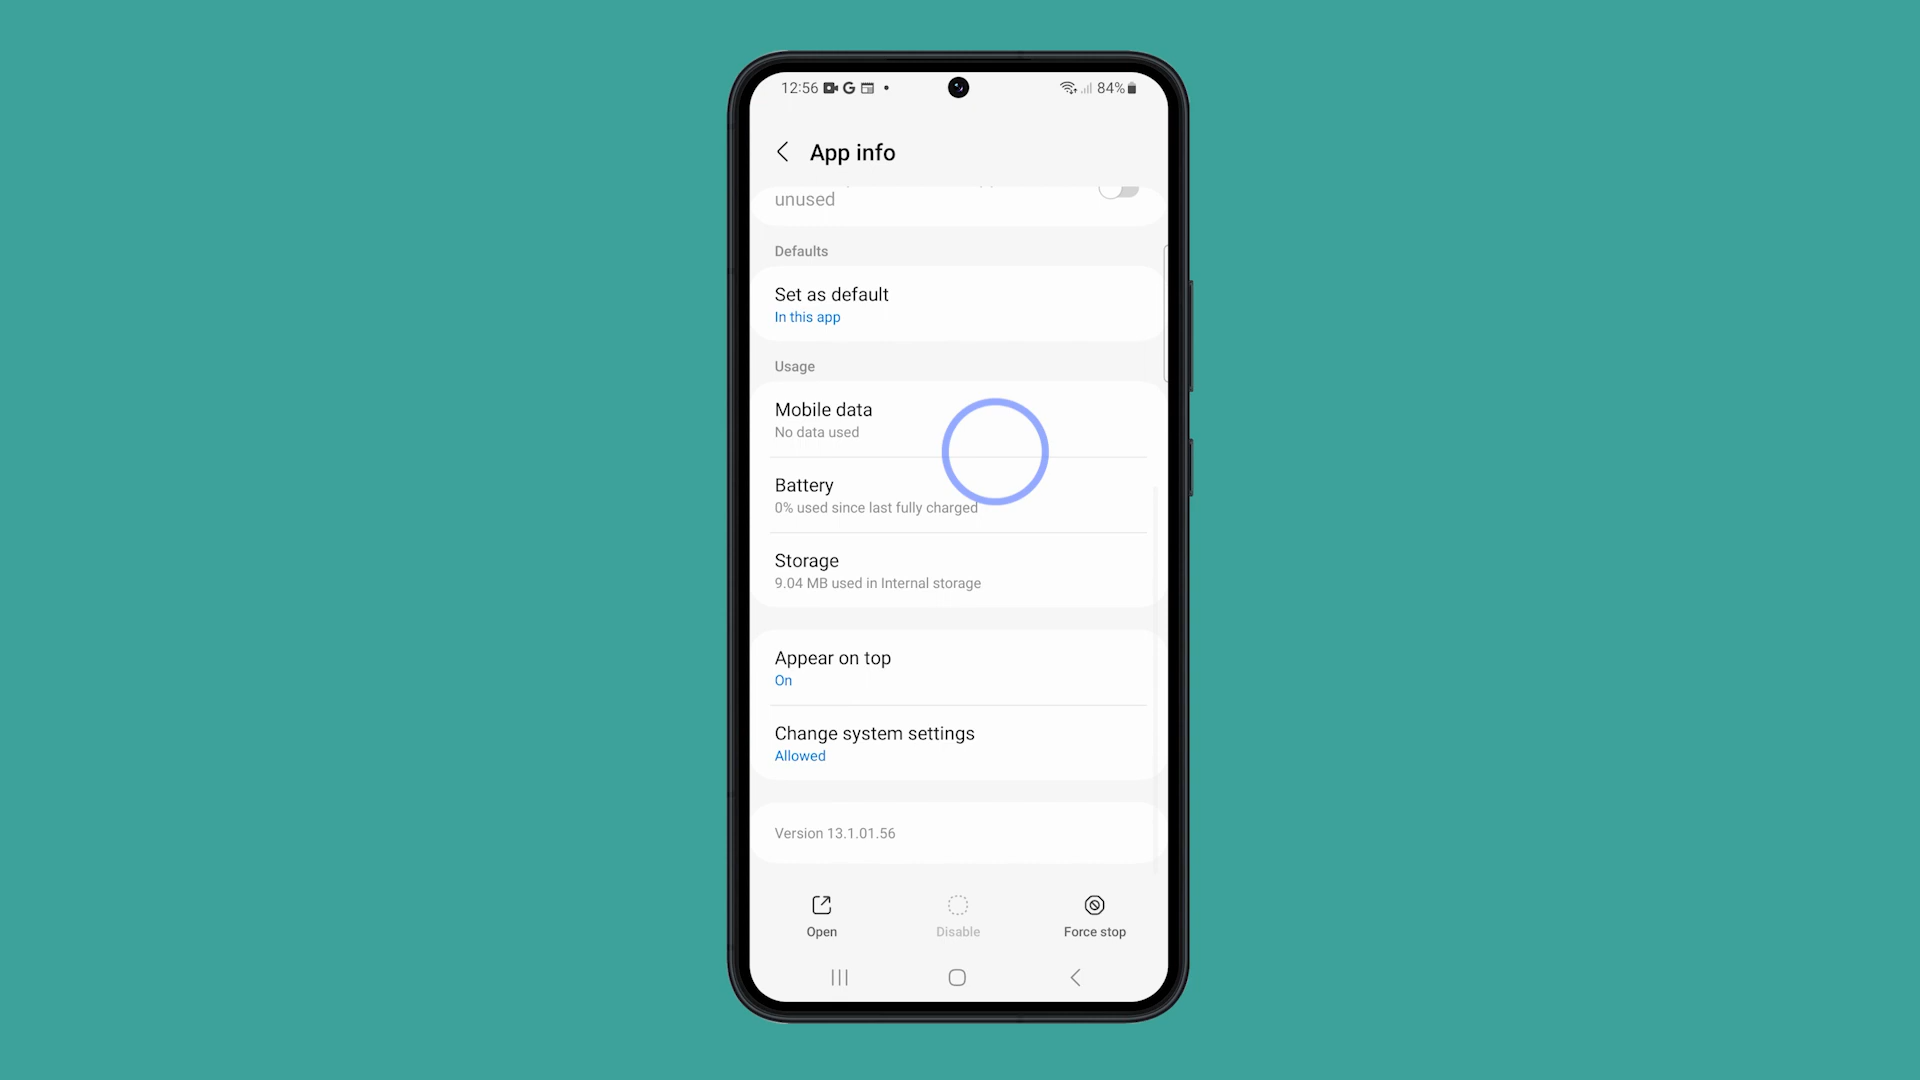 12:56
84%
App info
unused
Defaults
Set as default
In this app
Usage
Mobile data
No data used
Battery
0% used since last fully charged
Storage
9.04 MB used in Internal storage
Appear on top
On
Change system settings
Allowed
Version 13.1.01.56
Open
Disable
Force stop